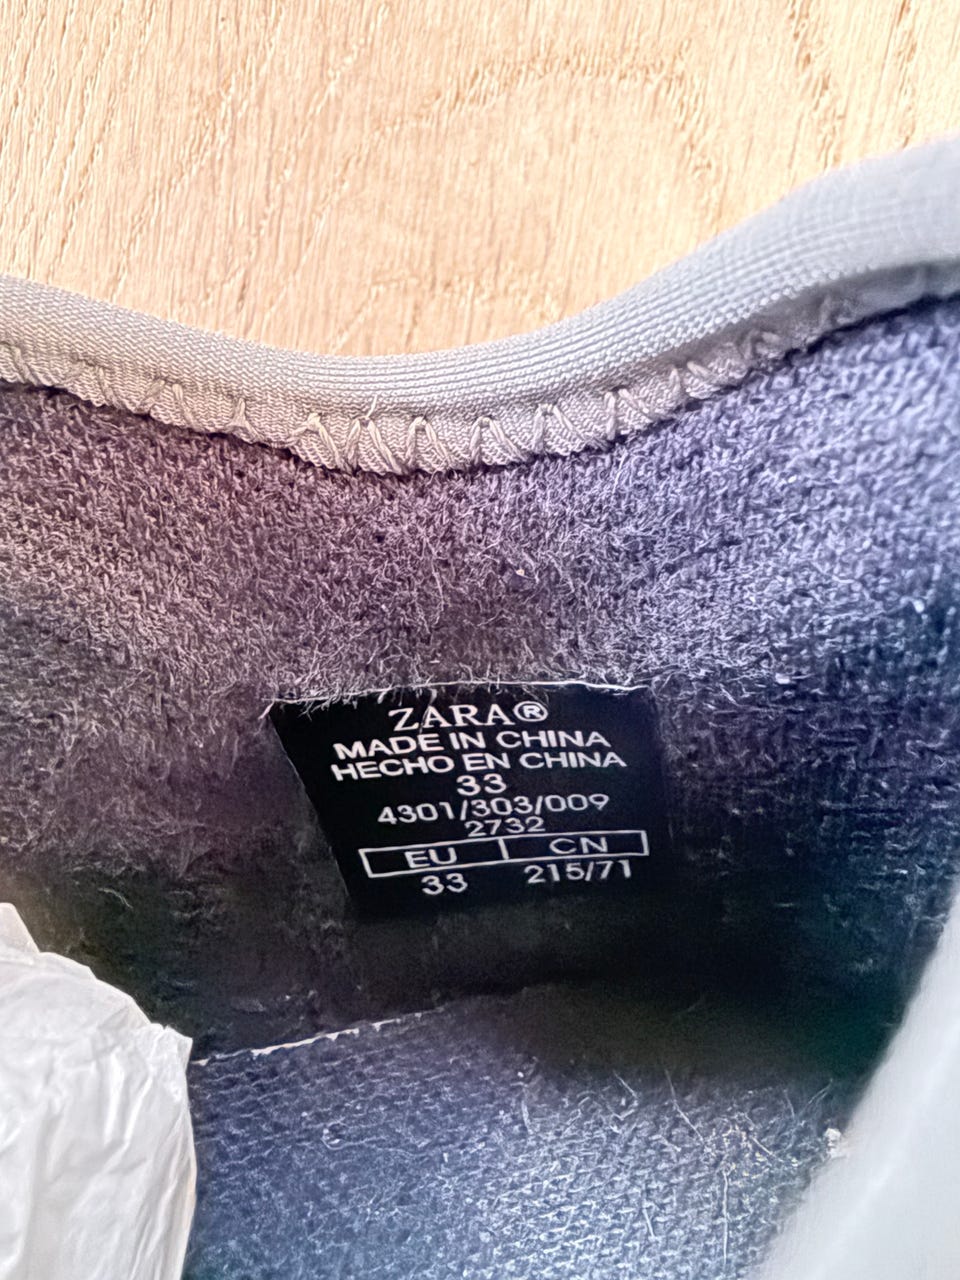 ZARA®
MADE IN CHINA
HECHO EN CHINA
33
4301/303/009
2732
EU CN
33 215/71